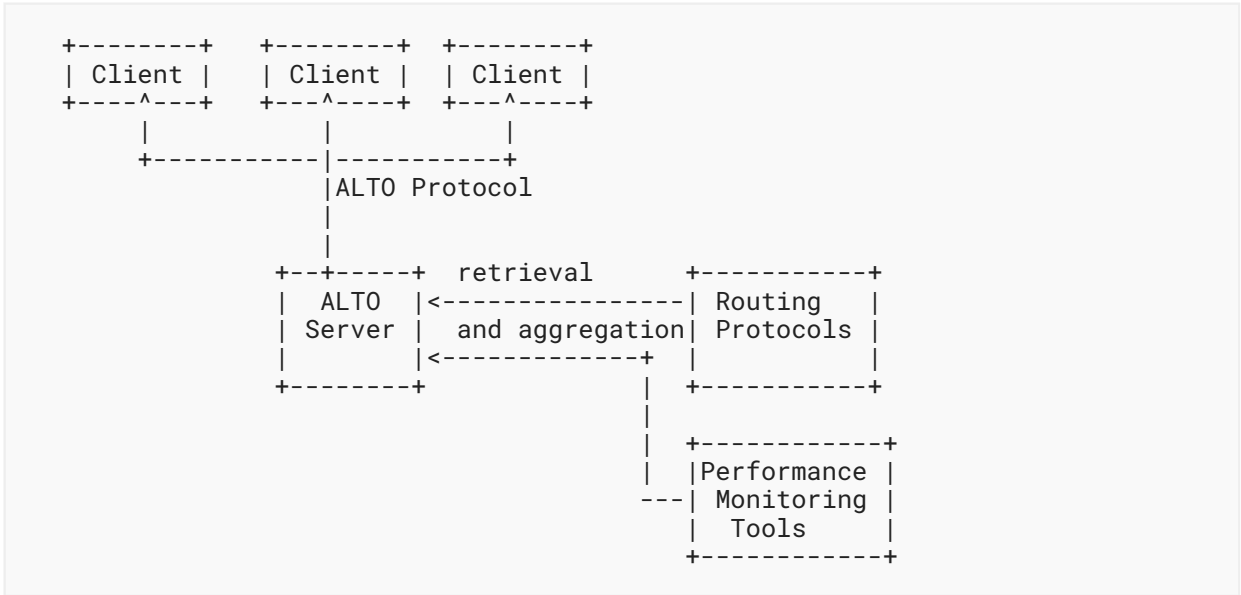 +--------+   +--------+  +--------+
| Client |   | Client |  | Client |
+----^---+   +---^----+  +---^----+
     |           |           |
     +-----------|-----------+
                 |ALTO Protocol
                 |
                 |
              +--+-----+  retrieval      +-----------+
              |  ALTO  |<----------------| Routing   |
              | Server |  and aggregation| Protocols |
              |        |<-------------+  |           |
              +--------+              |  +-----------+
                                      |
                                      |  +------------+
                                      |  |Performance |
                                      ---| Monitoring |
                                         |  Tools     |
                                         +------------+